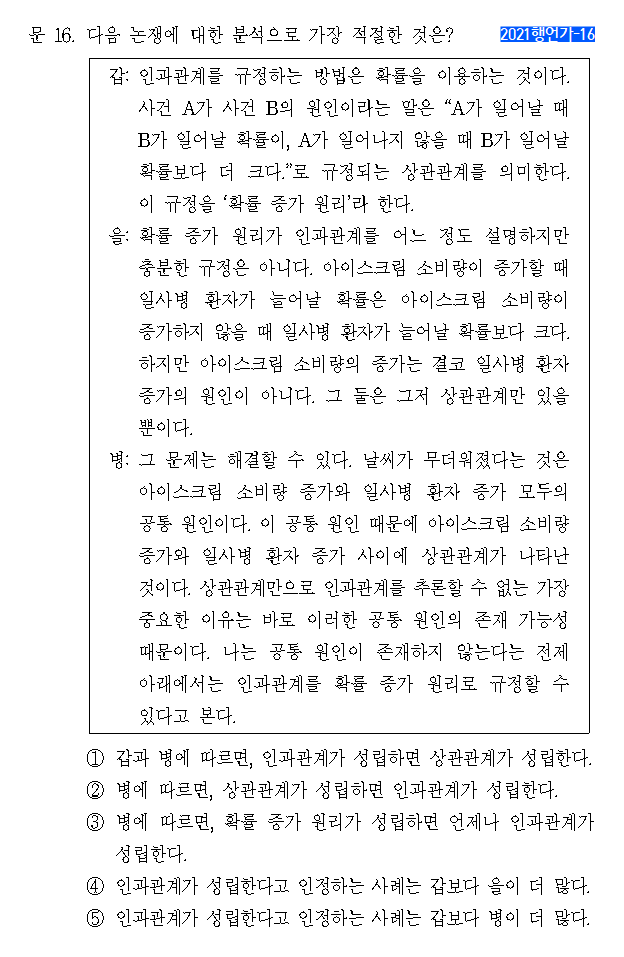 문 16. 다음 논쟁에 대한 분석으로 가장 적절한 것은? 2021행언가-16
갑: 인과관계를 규정하는 방법은 확률을 이용하는 것이다.
사건 A가 사건 B의 원인이라는 말은 “A가 일어날 때
B가 일어날 확률이, A가 일어나지 않을 때 B가 일어날
확률보다 더 크다.”로 규정되는 상관관계를 의미한다.
이 규정을 ‘확률 증가 원리’라 한다.
을: 확률 증가 원리가 인과관계를 어느 정도 설명하지만
충분한 규정은 아니다. 아이스크림 소비량이 증가할 때
일사병 환자가 늘어날 확률은 아이스크림 소비량이
증가하지 않을 때 일사병 환자가 늘어날 확률보다 크다.
하지만 아이스크림 소비량의 증가는 결코 일사병 환자
증가의 원인이 아니다. 그 둘은 그저 상관관계만 있을
뿐이다.
병: 그 문제는 해결할 수 있다. 날씨가 무더워졌다는 것은
아이스크림 소비량 증가와 일사병 환자 증가 모두의
공통 원인이다. 이 공통 원인 때문에 아이스크림 소비량
증가와 일사병 환자 증가 사이에 상관관계가 나타난
것이다. 상관관계만으로 인과관계를 추론할 수 없는 가장
중요한 이유는 바로 이러한 공통 원인의 존재 가능성
때문이다. 나는 공통 원인이 존재하지 않는다는 전제
아래에서는 인과관계를 확률 증가 원리로 규정할 수
있다고 본다.
① 갑과 병에 따르면, 인과관계가 성립하면 상관관계가 성립한다.
② 병에 따르면, 상관관계가 성립하면 인과관계가 성립한다.
③ 병에 따르면, 확률 증가 원리가 성립하면 언제나 인과관계가
성립한다.
④ 인과관계가 성립한다고 인정하는 사례는 갑보다 을이 더 많다.
⑤ 인과관계가 성립한다고 인정하는 사례는 갑보다 병이 더 많다.